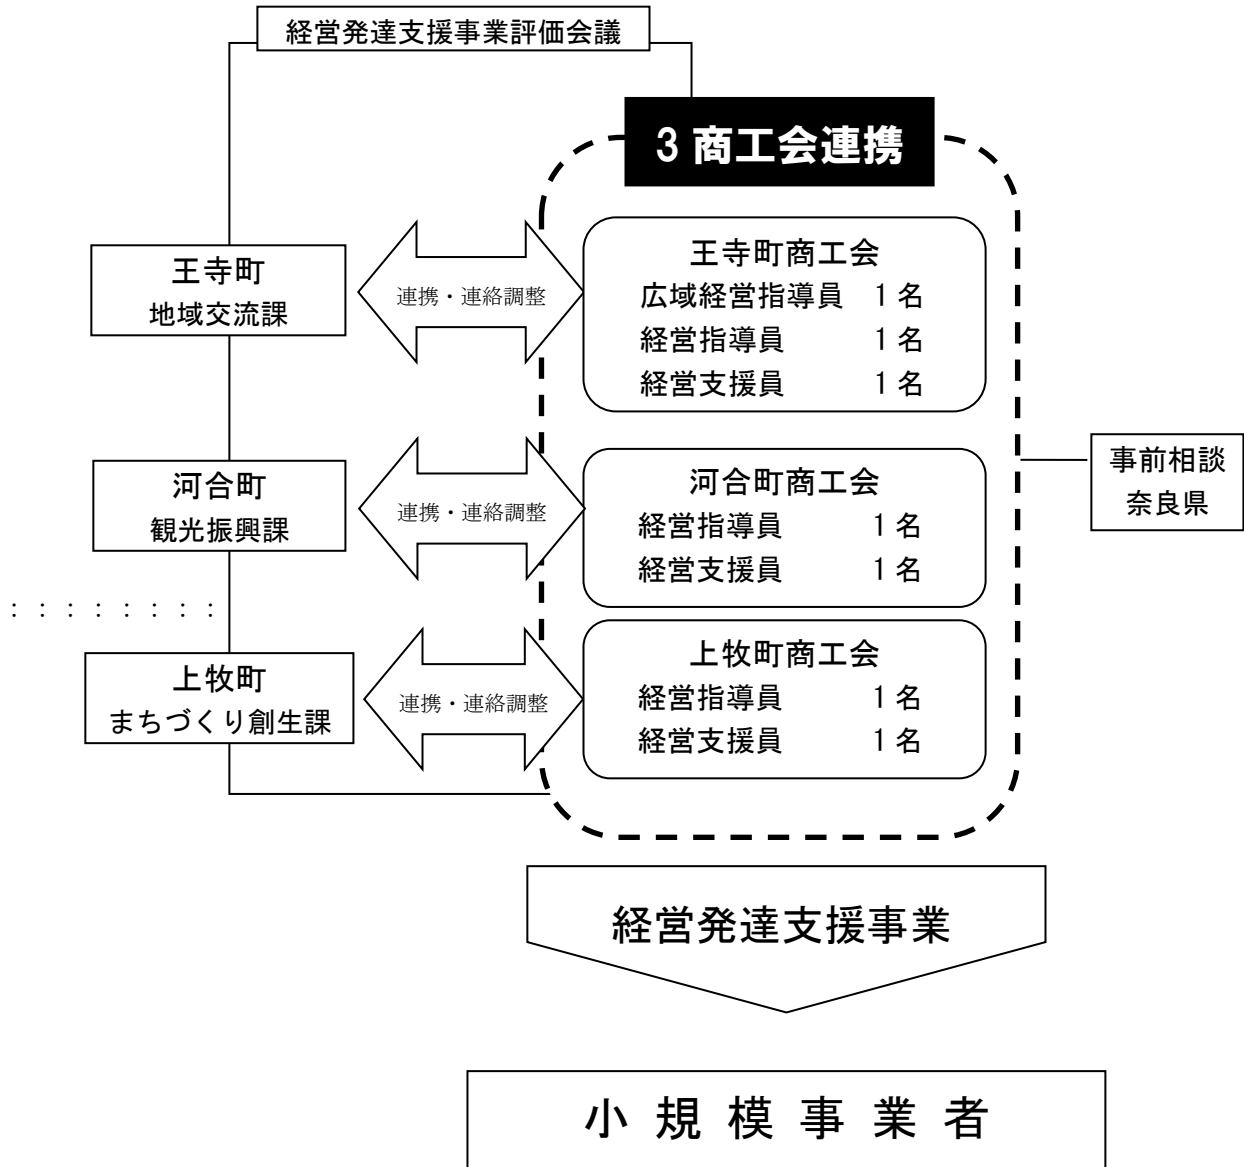 経営発達支援事業評価会議
3 商工会連携
王寺町
地域交流課
連携・連絡調整
王寺町商工会
広域経営指導員 1 名
経営指導員 1 名
経営支援員 1 名
河合町
観光振興課
連携・連絡調整
河合町商工会
経営指導員 1 名
経営支援員 1 名
事前相談
奈良県
: : : : : : : :
上牧町
まちづくり創生課
連携・連絡調整
上牧町商工会
経営指導員 1 名
経営支援員 1 名
経営発達支援事業
小 規 模 事 業 者